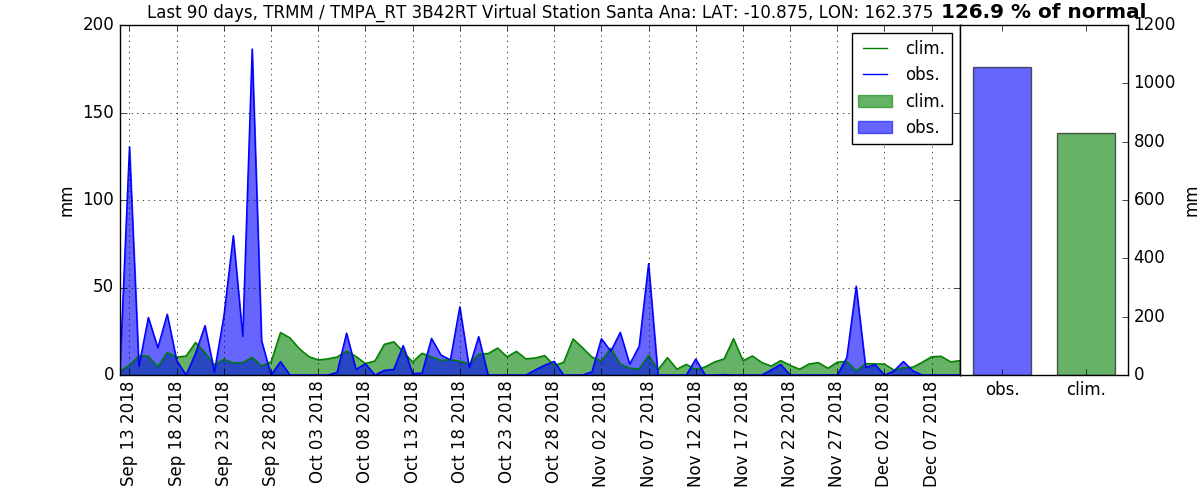 Last 90 days, TRMM / TMPA_RT 3B42RT Virtual Station Santa Ana: LAT: -10.875, LON: 162.375 126.9 % of normal
200
150
100
50
0
mm
clim.
obs.
clim.
obs.
1200
1000
800
600
400
200
0
mm
obs.
clim.
Sep 13 2018
Sep 18 2018
Sep 23 2018
Sep 28 2018
Oct 03 2018
Oct 08 2018
Oct 13 2018
Oct 18 2018
Oct 23 2018
Oct 28 2018
Nov 02 2018
Nov 07 2018
Nov 12 2018
Nov 17 2018
Nov 22 2018
Nov 27 2018
Dec 02 2018
Dec 07 2018